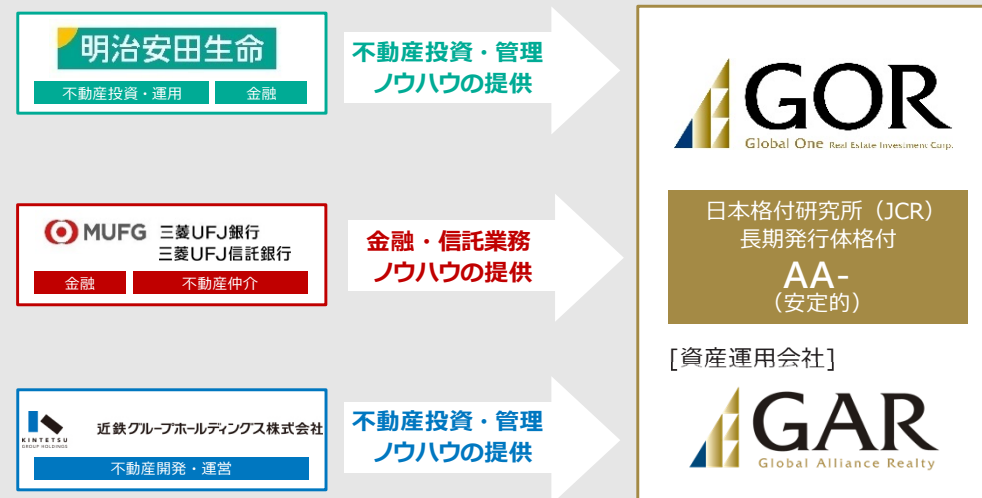 明治安田生命
不動産投資・運用
金融
不動産投資・管理
ノウハウの提供
MUFG
三菱UFJ銀行
三菱UFJ信託銀行
金融
不動産仲介
金融・信託業務
ノウハウの提供
KINTETSU
GROUP HOLDINGS
近鉄グループホールディングス株式会社
不動産開発・運営
不動産投資・管理
ノウハウの提供
GOR
Global One Real Estate Investment Corp.
日本格付研究所（JCR）
長期発行体格付
AA-
（安定的）
[資産運用会社]
GAR
Global Alliance Realty